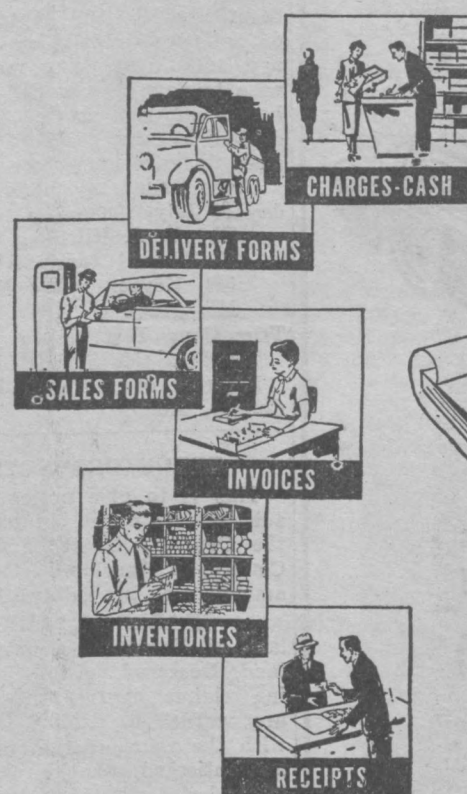 CHARGES-CASH
DELIVERY FORMS
SALES FORMS
INVOICES
INVENTORIES
RECEIPTS